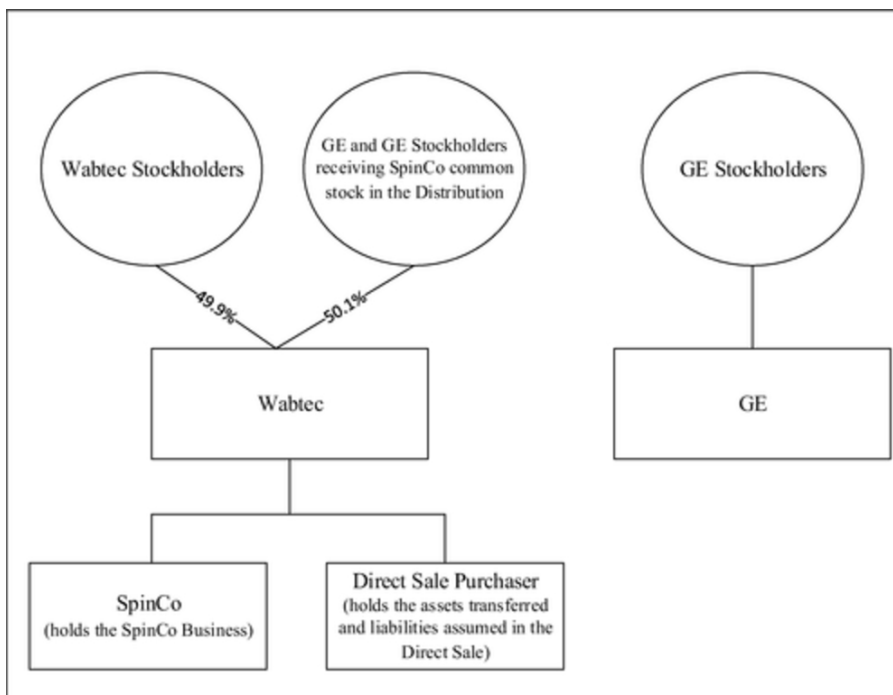 Wabtec Stockholders
GE and GE Stockholders
receiving SpinCo common
stock in the Distribution
GE Stockholders
49.9%
50.1%
Wabtec
GE
SpinCo
(holds the SpinCo Business)
Direct Sale Purchaser
(holds the assets transferred
and liabilities assumed in the
Direct Sale)